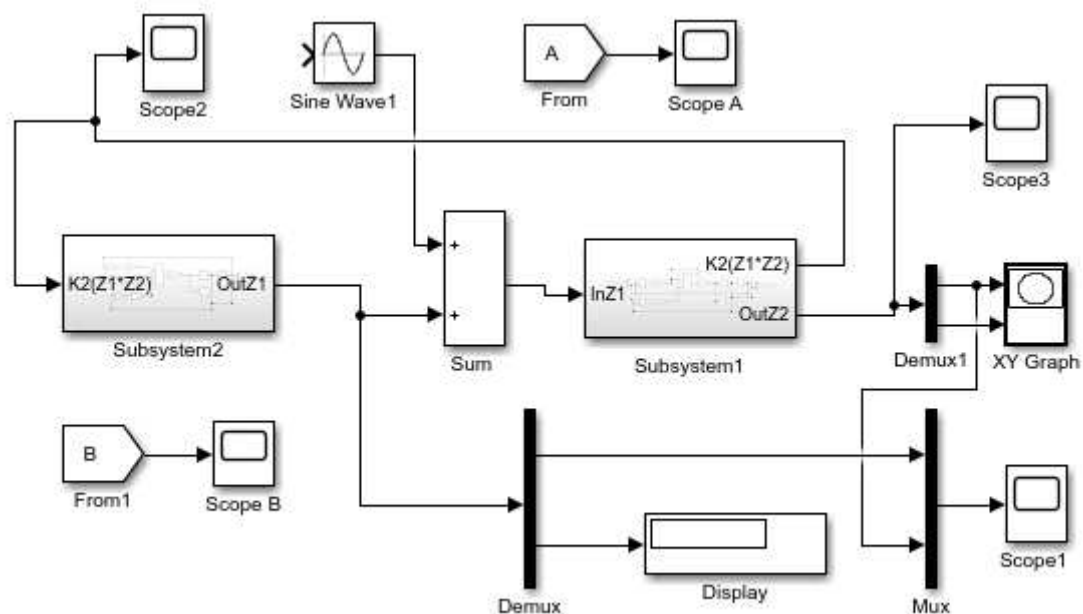 A
Scope2
Sine Wave1
From
Scope A
Scope3
+
K2(Z1*Z2)
K2(Z1*Z2)
OutZ1
InZ1
+
OutZ2
Subsystem2
Sum
Subsystem1
Demux1
XY Graph
B
From1
Scope B
Scope1
Display
Demux
Mux